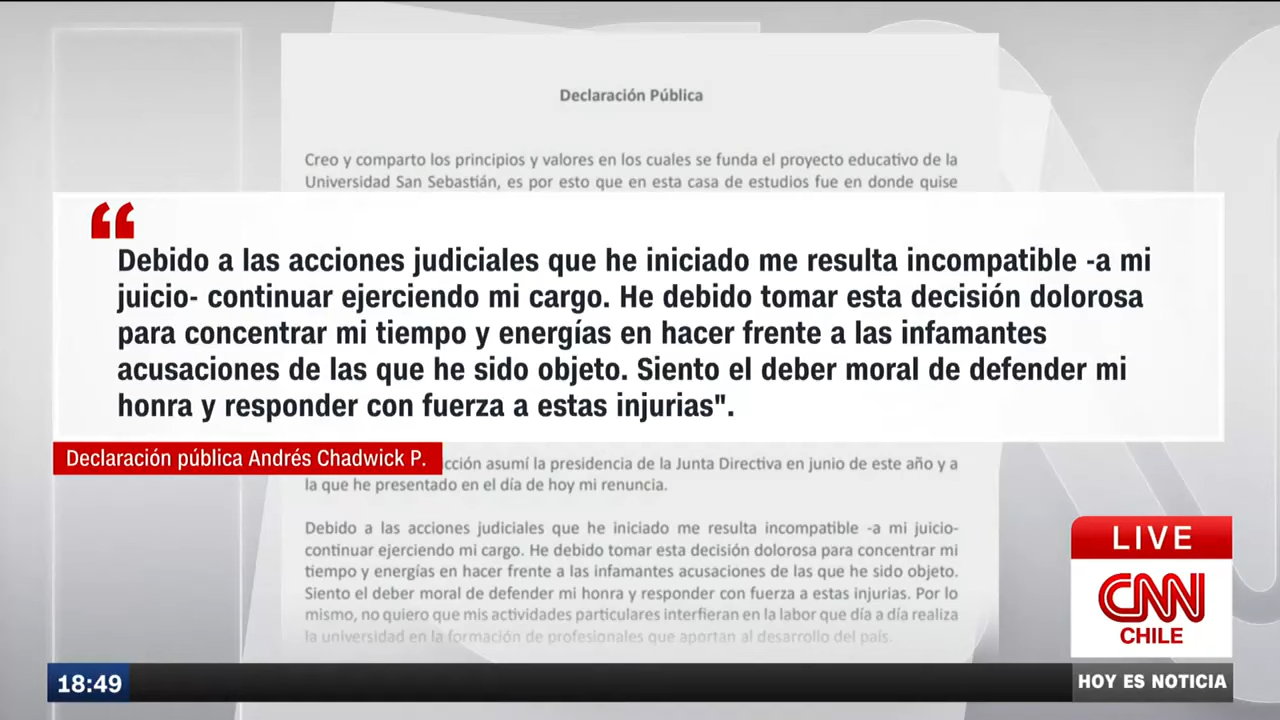 Declaración Pública
Creo y comparto los principios y valores en los cuales se funda el proyecto educativo de la
Universidad San Sebastián, es por esto que en esta casa de estudios fue en donde quise
“
Debido a las acciones judiciales que he iniciado me resulta incompatible -a mi
juicio- continuar ejerciendo mi cargo. He debido tomar esta decisión dolorosa
para concentrar mi tiempo y energías en hacer frente a las infamantes
acusaciones de las que he sido objeto. Siento el deber moral de defender mi
honra y responder con fuerza a estas injurias".
Declaración pública Andrés Chadwick P.
cción asumí la presidencia de la Junta Directiva en junio de este año y a
la que he presentado en el día de hoy mi renuncia.
Debido a las acciones judiciales que he iniciado me resulta incompatible -a mi juicio-
continuar ejerciendo mi cargo. He debido tomar esta decisión dolorosa para concentrar mi
tiempo y energías en hacer frente a las infamantes acusaciones de las que he sido objeto.
Siento el deber moral de defender mi honra y responder con fuerza a estas injurias. Por lo
mismo, no quiero que mis actividades particulares interfieran en la labor que día a día realiza
la universidad en la formación de profesionales que aportan al desarrollo del país.
LIVE
CNN
CHILE
18:49
HOY ES NOTICIA